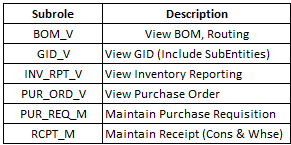 Subrole Description
BOM_V View BOM, Routing
GID_V View GID (Include SubEntities)
INV_RPT_V View Inventory Reporting
PUR_ORD_V View Purchase Order
PUR_REQ_M Maintain Purchase Requisition
RCPT_M Maintain Receipt (Cons & Whse)